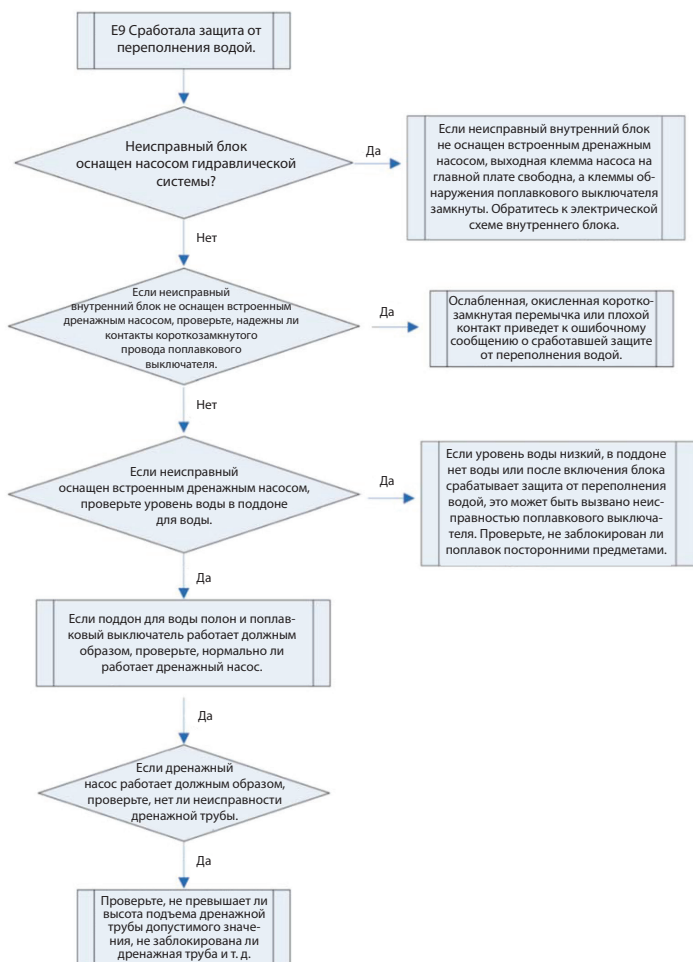 E9 Сработала защита от
переполнения водой.
Неисправный блок
оснащен насосом гидравлической
системы?
Да
Если неисправный внутренний блок
не оснащен встроенным дренажным
насосом, выходная клемма насоса на
главной плате свободна, а клеммы об-
наружения поплавкового выключателя
замкнуты. Обратитесь к электрической
схеме внутреннего блока.
Нет
Если неисправный
внутренний блок не оснащен встроенным
дренажным насосом, проверьте, надежны ли
контакты короткозамкнутого
провода поплавкового
выключателя.
Да
Ослабленная, окисленная коротко-
замкнутая перемычка или плохой
контакт приведет к ошибочному
сообщению о сработавшей защите
от переполнения водой.
Нет
Если неисправный
оснащен встроенным дренажным насосом,
проверьте уровень воды в поддоне
для воды.
Да
Если уровень воды низкий, в поддоне
нет воды или после включения блока
срабатывает защита от переполнения
водой, это может быть вызвано неис-
правностью поплавкового выключа-
теля. Проверьте, не заблокирован ли
поплавок посторонними предметами.
Да
Если поддон для воды полон и поплав-
ковый выключатель работает должным
образом, проверьте, нормально ли
работает дренажный насос.
Да
Если дренажный
насос работает должным образом,
проверьте, нет ли неисправности
дренажной трубы.
Да
Проверьте, не превышает ли
высота подъема дренажной
трубы допустимого значе-
ния, не заблокирована ли
дренажная труба и т. д.